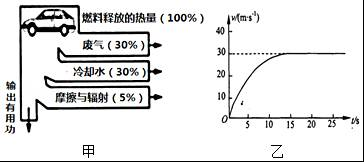 燃料释放的热量（100%）
废气（30%）
冷却水（30%）
摩擦与辐射（5%）
输出有用功
甲
v/(m·s⁻¹)
40
30
20
10
0
5
10
15
20
25
t/s
乙